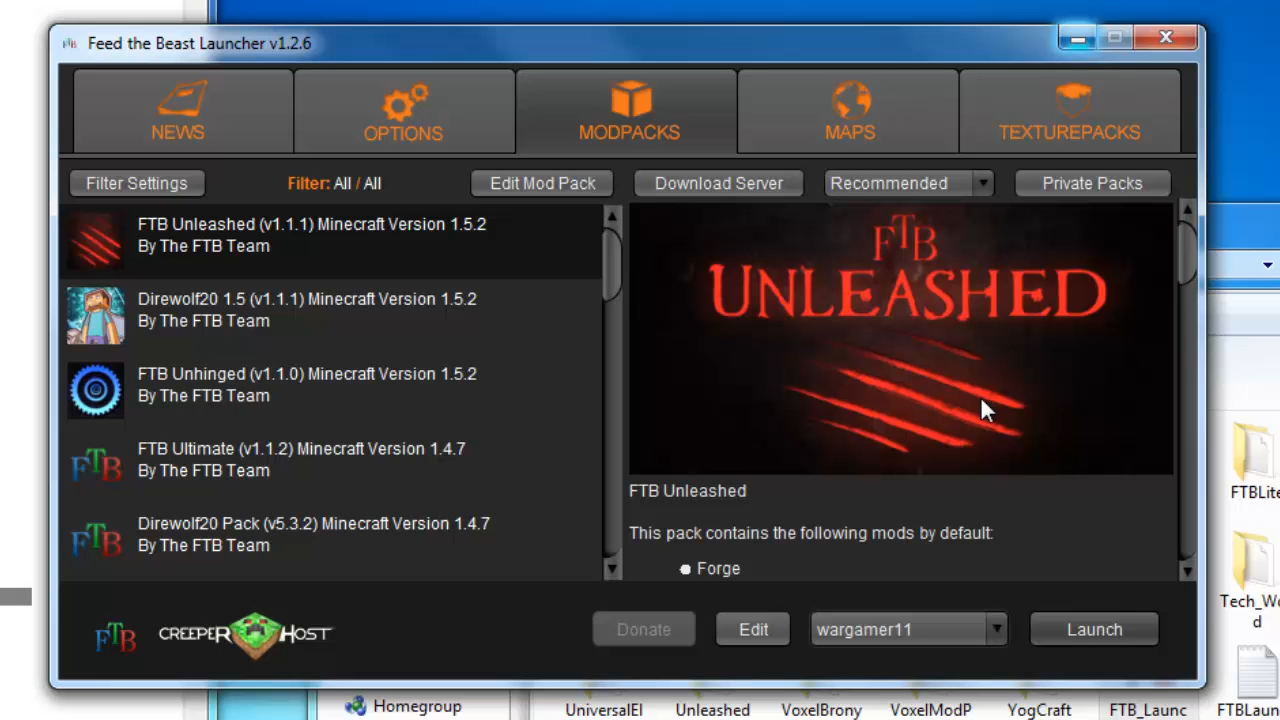 Feed the Beast Launcher v1.2.6
NEWS
OPTIONS
MODPACKS
MAPS
TEXTUREPACKS
Filter Settings
Filter: All / All
Edit Mod Pack
Download Server
Recommended
Private Packs
FTB Unleashed (v1.1.1) Minecraft Version 1.5.2
By The FTB Team
Direwolf20 1.5 (v1.1.1) Minecraft Version 1.5.2
By The FTB Team
FTB Unhinged (v1.1.0) Minecraft Version 1.5.2
By The FTB Team
FTB
FTB Ultimate (v1.1.2) Minecraft Version 1.4.7
By The FTB Team
FTB
Direwolf20 Pack (v5.3.2) Minecraft Version 1.4.7
By The FTB Team
FTB
UNLEASHED
FTB Unleashed
This pack contains the following mods by default:
Forge
FTB
CREEPER HOST
Donate
Edit
wargamer11
Launch
FTBLite
Tech_Wo
d
Homegroup
UniversalEl
Unleashed
VoxelBrony
VoxelModP
YogCraft
FTB_Launc
FTBLaun